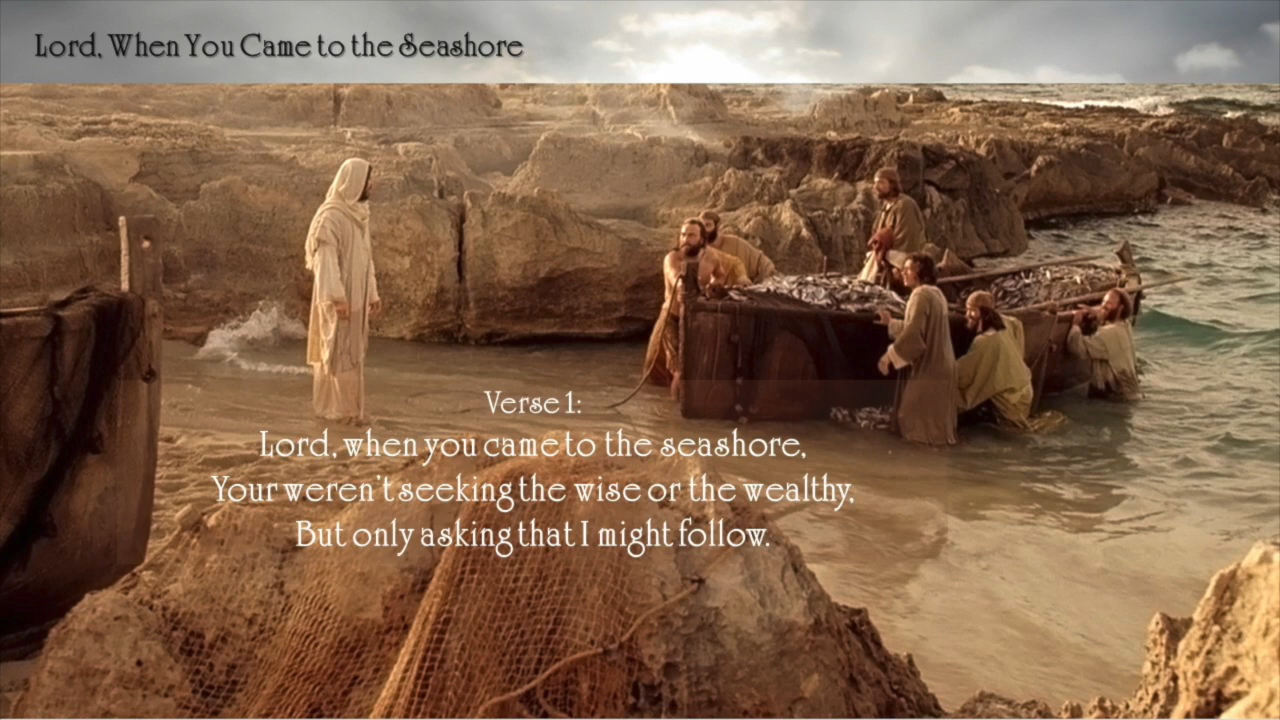 Lord, When You Came to the Seashore
Verse 1:
Lord, when you came to the seashore,
Your weren't seeking the wise or the wealthy,
But only asking that I might follow.